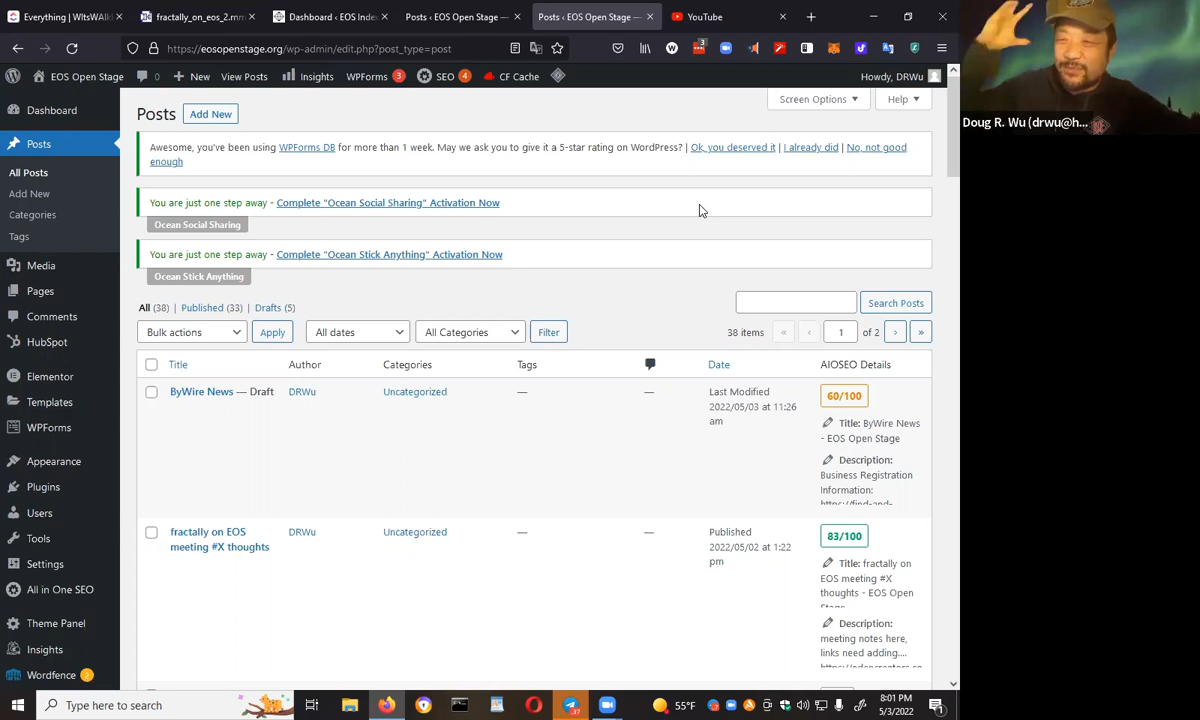 Everything | WItsWAlki
fractally_on_eos_2.mm
Dashboard ‹ EOS Index
Posts ‹ EOS Open Stage —
Posts ‹ EOS Open Stage —
YouTube
https://eosopenstage.org/wp-admin/edit.php?post_type=post
3
EOS Open Stage
0
New
View Posts
Insights
WPForms 3
SEO 4
CF Cache
Howdy, DRWu
Dashboard
Posts
All Posts
Add New
Categories
Tags
Media
Pages
Comments
HubSpot
Elementor
Templates
WPForms
Appearance
Plugins
Users
Tools
Settings
All in One SEO
Theme Panel
Insights
Wordfence 2
Posts
Add New
Screen Options
Help
Awesome, you've been using WPForms DB for more than 1 week. May we ask you to give it a 5-star rating on WordPress? | Ok, you deserved it | I already did | No, not good
enough
You are just one step away - Complete "Ocean Social Sharing" Activation Now
Ocean Social Sharing
You are just one step away - Complete "Ocean Stick Anything" Activation Now
Ocean Stick Anything
All (38) | Published (33) | Drafts (5)
Search Posts
Bulk actions
Apply
All dates
All Categories
Filter
38 items
« ‹ 1 of 2 › »
Title
Author
Categories
Tags
Date
AIOSEO Details
ByWire News — Draft
DRWu
Uncategorized
—
—
Last Modified
2022/05/03 at 11:26
am
60/100
Title: ByWire News
- EOS Open Stage
Description:
Business Registration
Information:
https://find-and-
fractally on EOS
meeting #X thoughts
DRWu
Uncategorized
—
—
Published
2022/05/02 at 1:22
pm
83/100
Title: fractally on
EOS meeting #X
thoughts - EOS Open
Stage
Description:
meeting notes here,
links need adding....
Doug R. Wu (drwu@h...
Type here to search
37
55°F
8:01 PM
5/3/2022
1